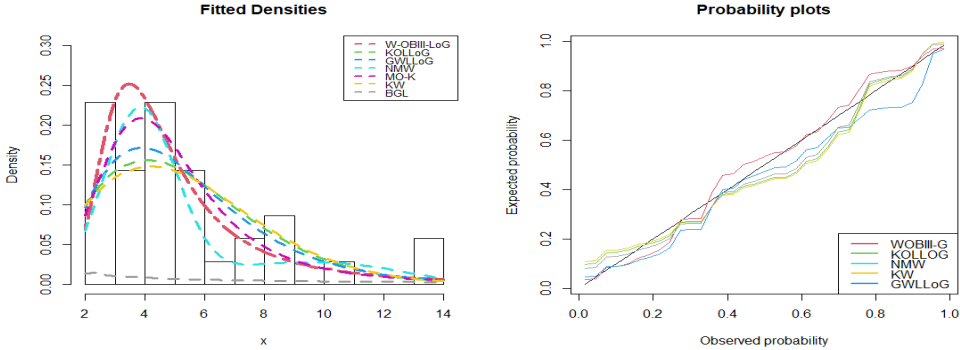 Fitted Densities
Density
0.30
0.25
0.20
0.15
0.10
0.05
0.00
W-OBIII-LoG
KOLLoG
GWLLoG
NMW
MO-K
KW
BGL
2 4 6 8 10 12 14
x
Probability plots
Expected probability
1.0
0.8
0.6
0.4
0.2
0.0
WOBIII-G
KOLLOG
NMW
KW
GWLLoG
0.0 0.2 0.4 0.6 0.8 1.0
Observed probability